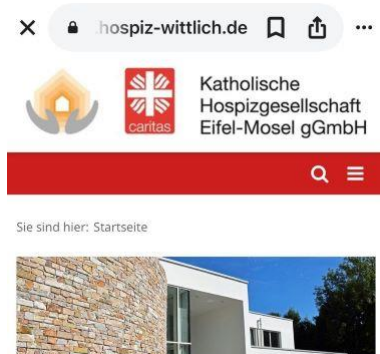 .hospiz-wittlich.de
caritas
Katholische
Hospizgesellschaft
Eifel-Mosel gGmbH
Sie sind hier: Startseite